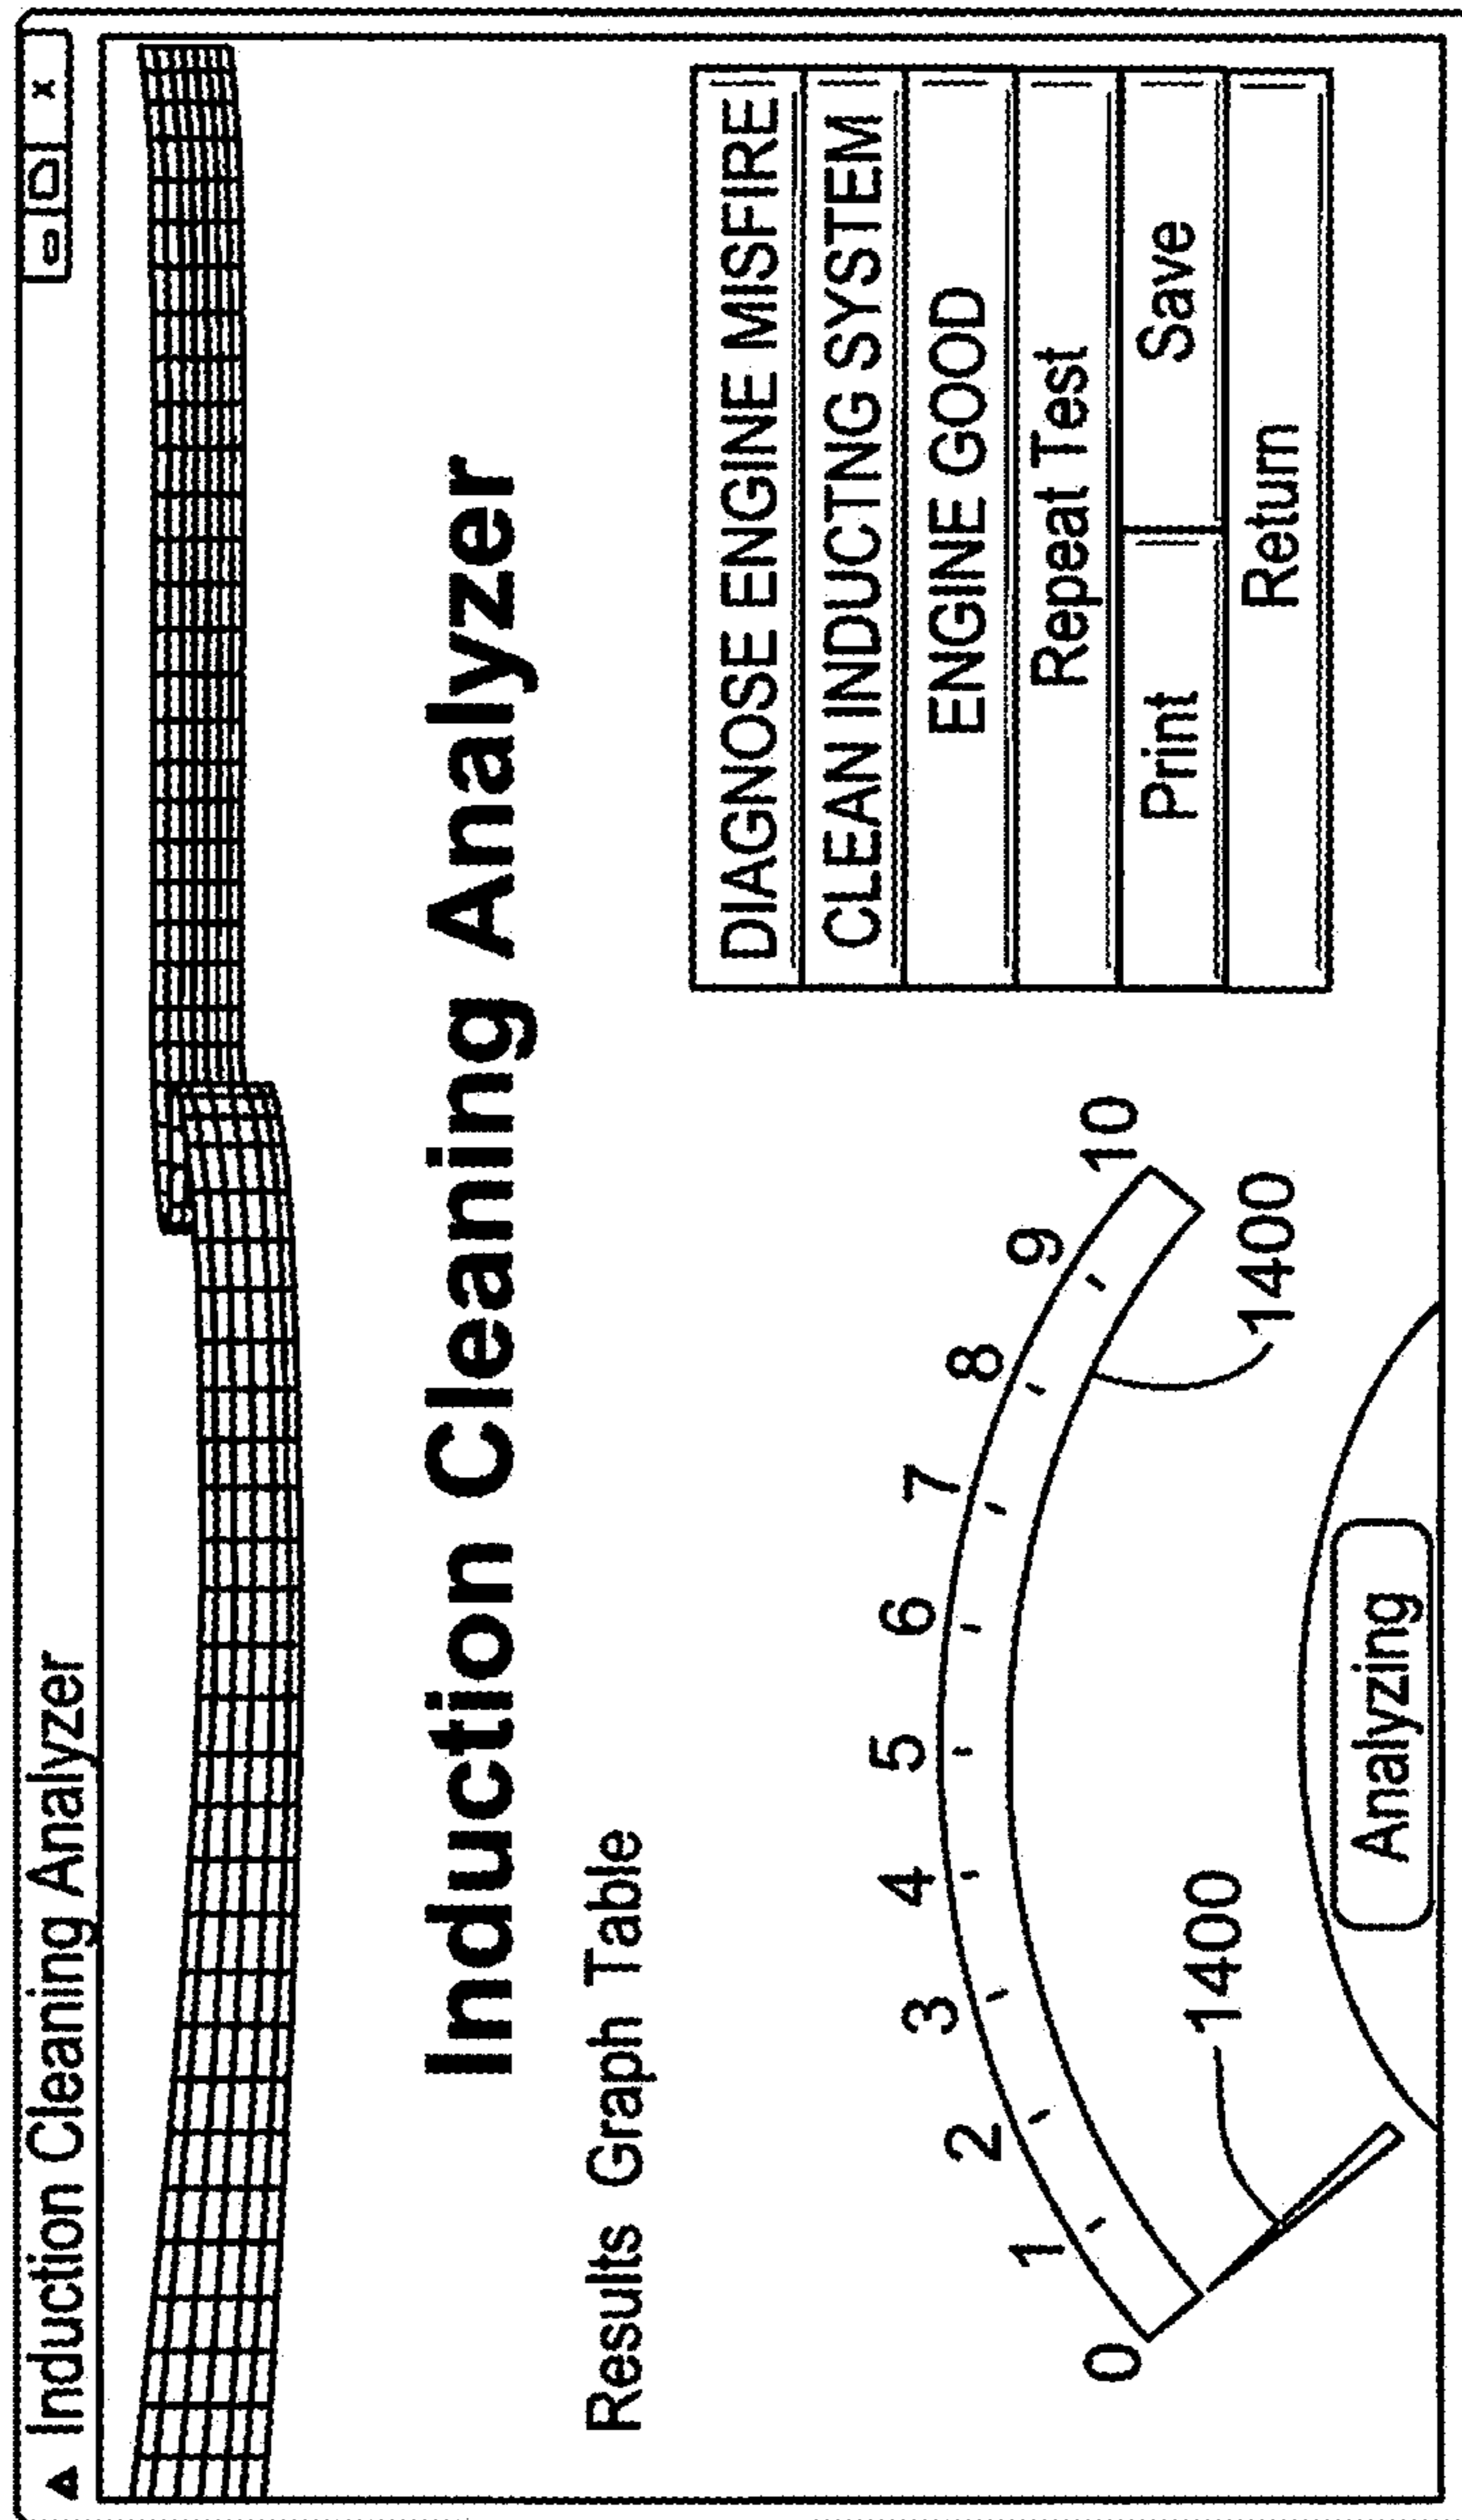 Induction Cleaning Analyzer
x
Induction Cleaning Analyzer
Results Graph Table
0 1 2 3 4 5 6 7 8 9 10
1400
1400
Analyzing
DIAGNOSE ENGINE MISFIRE
CLEAN INDUCTNG SYSTEM
ENGINE GOOD
Repeat Test
Print Save
Return